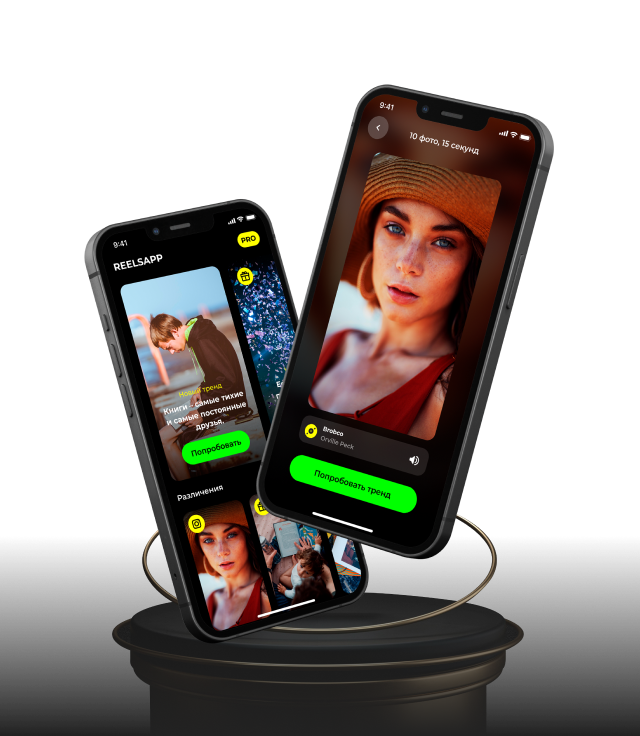 9:41
10 фото, 15 секунд
Brobco
Orville Peck
Попробовать тренд
9:41
PRO
REELSAPP
Новый тренд
Книги - самые тихие
и самые постоянные
друзья.
Попробовать
Различения